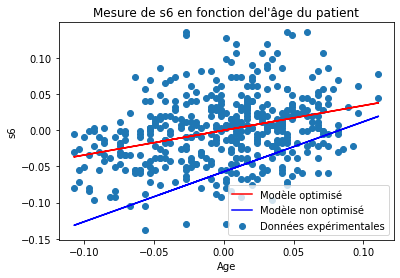 Mesure de s6 en fonction del'âge du patient
0.10
0.05
0.00
−0.05
−0.10
−0.15
s6
−0.10
−0.05
0.00
0.05
0.10
Age
Modèle optimisé
Modèle non optimisé
Données expérimentales